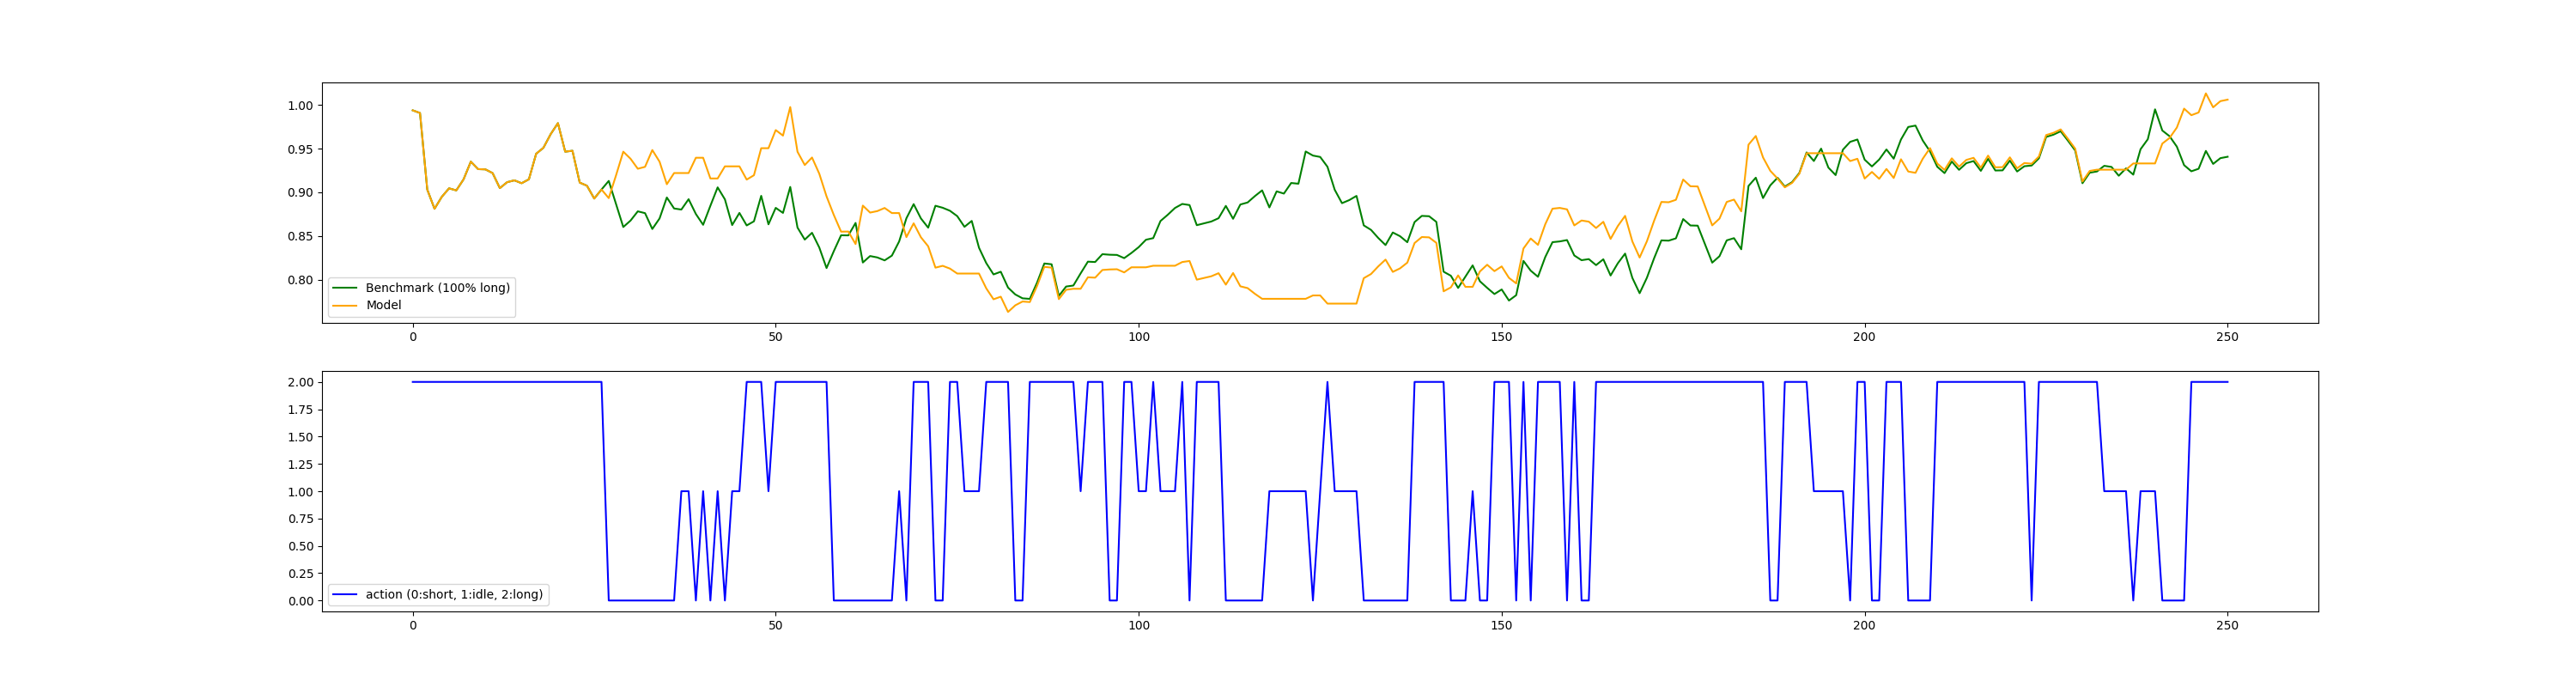 1.00
0.95
0.90
0.85
0.80
Benchmark (100% long)
Model
0 50 100 150 200 250
2.00
1.75
1.50
1.25
1.00
0.75
0.50
0.25
0.00
action (0:short, 1:idle, 2:long)
0 50 100 150 200 250